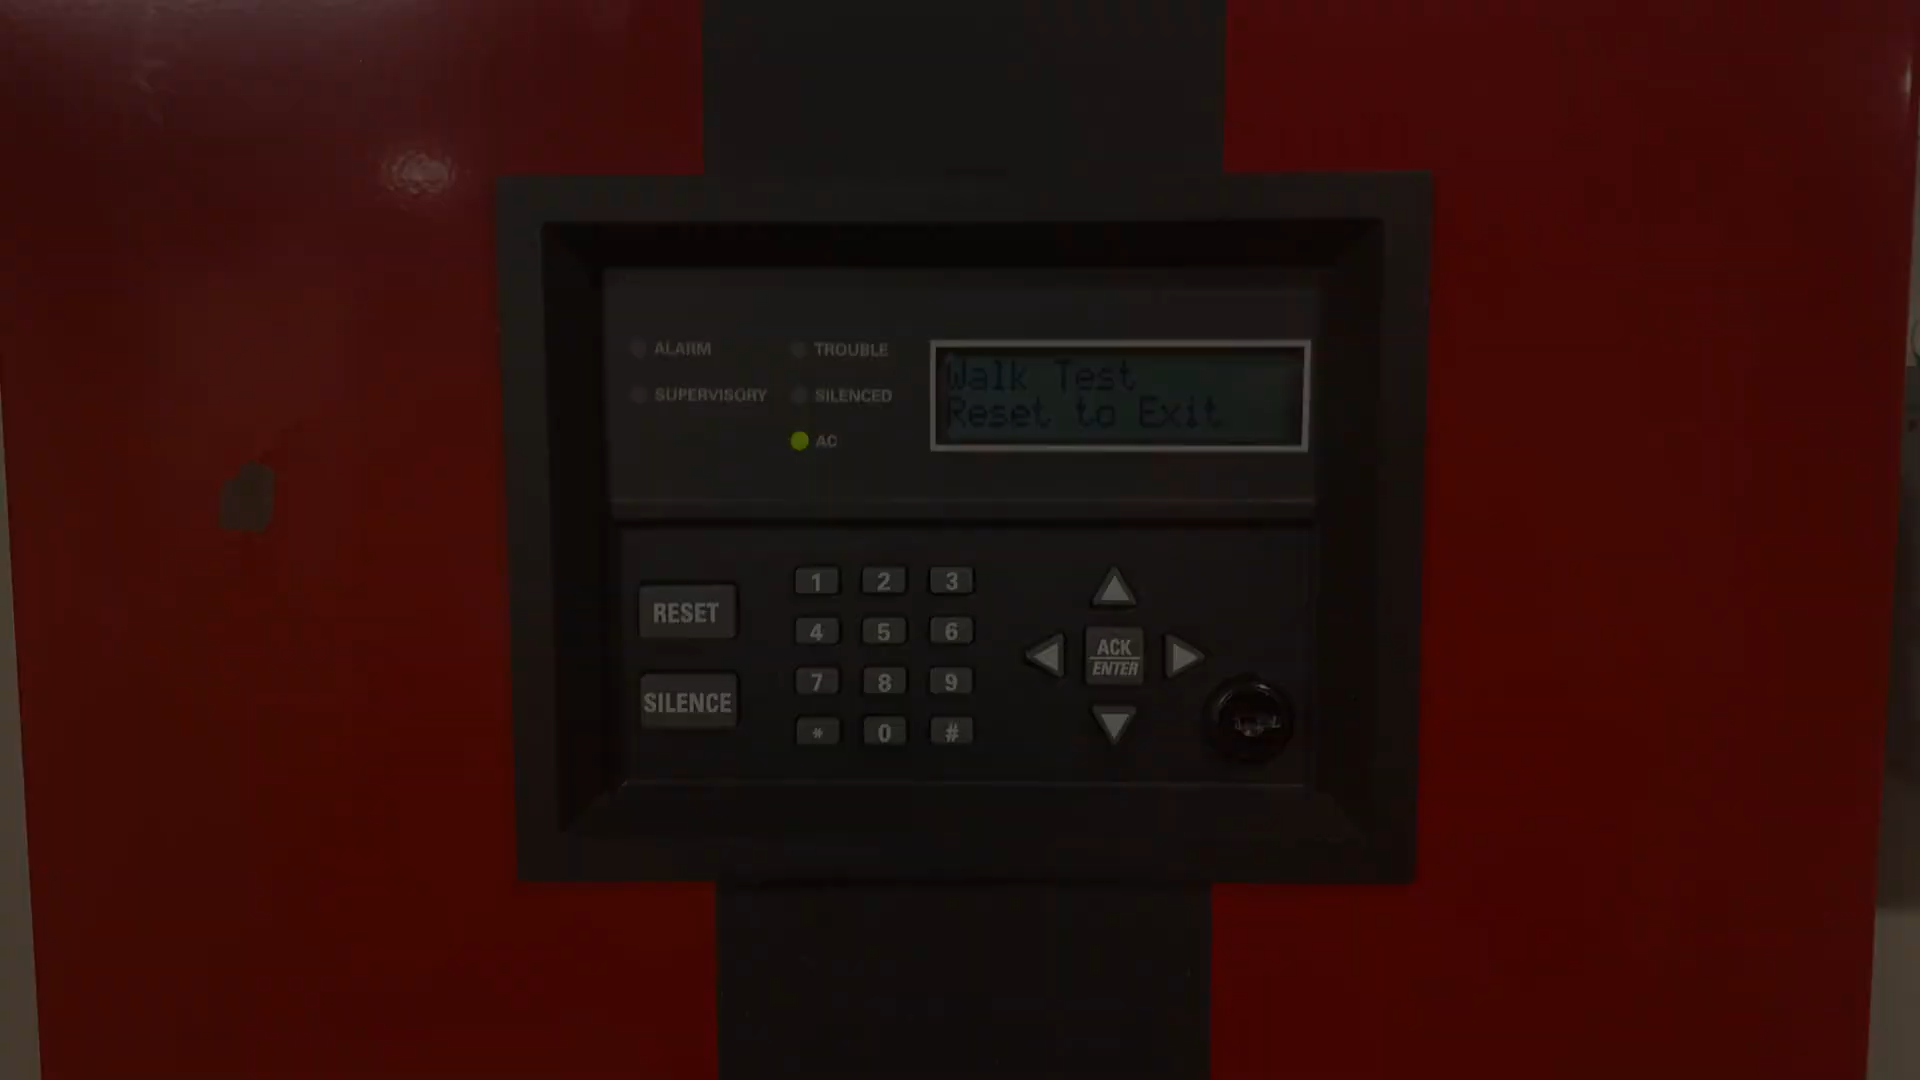 ALARM
TROUBLE
SUPERVISORY
SILENCED
AC
Walk Test
Reset to Exit
RESET
SILENCE
1 2 3
4 5 6
7 8 9
* 0 #
ACK
ENTER